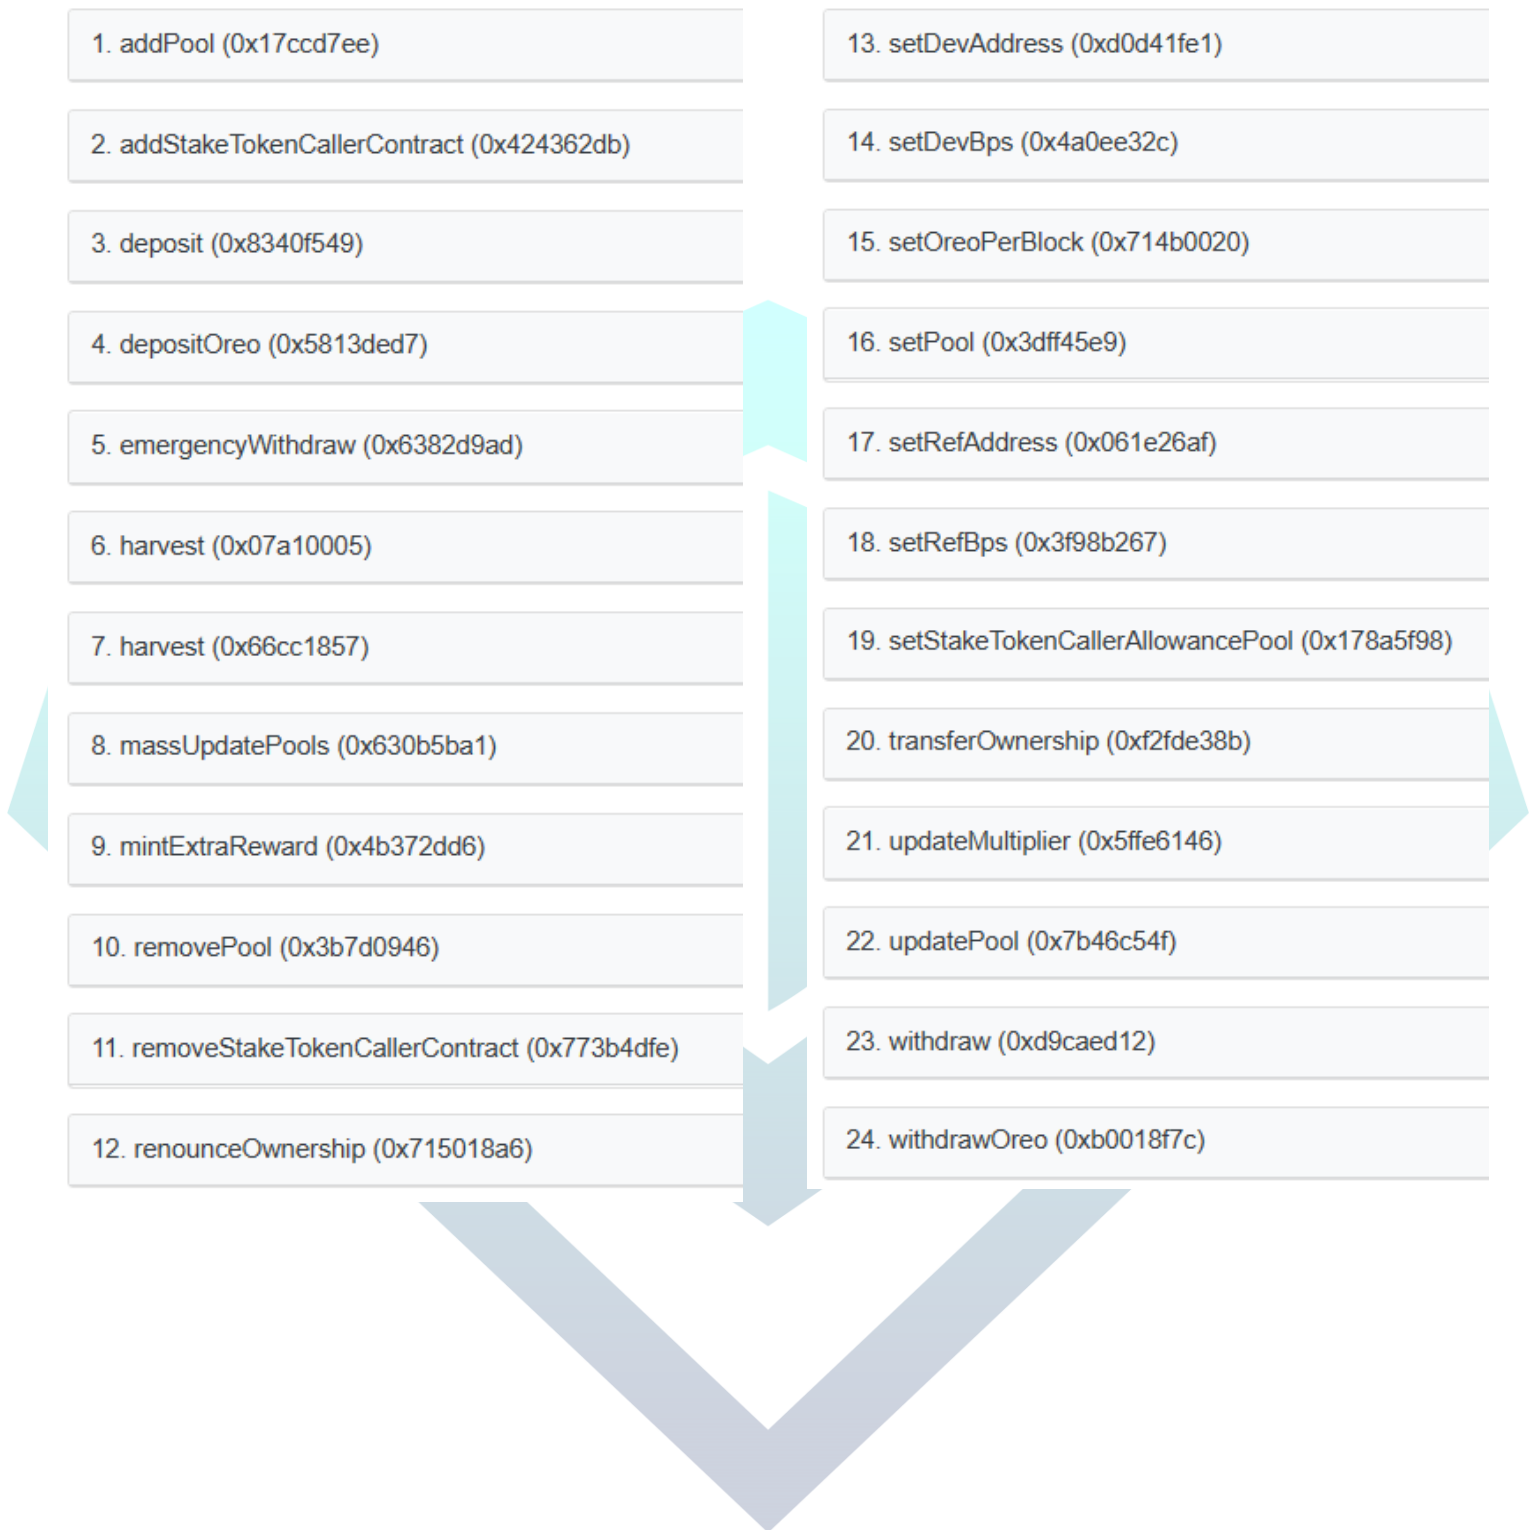 1. addPool (0x17ccd7ee)
2. addStakeTokenCallerContract (0x424362db)
3. deposit (0x8340f549)
4. depositOreo (0x5813ded7)
5. emergencyWithdraw (0x6382d9ad)
6. harvest (0x07a10005)
7. harvest (0x66cc1857)
8. massUpdatePools (0x630b5ba1)
9. mintExtraReward (0x4b372dd6)
10. removePool (0x3b7d0946)
11. removeStakeTokenCallerContract (0x773b4dfe)
12. renounceOwnership (0x715018a6)
13. setDevAddress (0xd0d41fe1)
14. setDevBps (0x4a0ee32c)
15. setOreoPerBlock (0x714b0020)
16. setPool (0x3dff45e9)
17. setRefAddress (0x061e26af)
18. setRefBps (0x3f98b267)
19. setStakeTokenCallerAllowancePool (0x178a5f98)
20. transferOwnership (0xf2fde38b)
21. updateMultiplier (0x5ffe6146)
22. updatePool (0x7b46c54f)
23. withdraw (0xd9caed12)
24. withdrawOreo (0xb0018f7c)